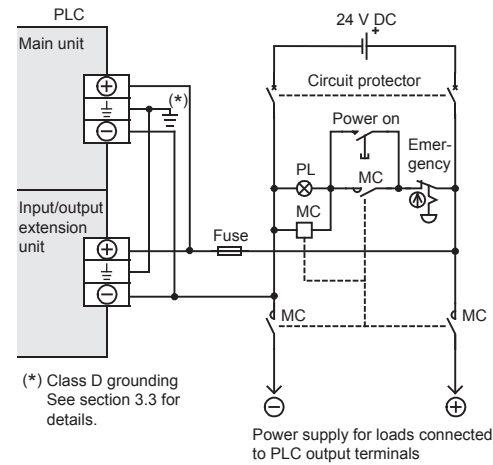 PLC
24 V DC
+
Main unit
Circuit protector
(*)
Power on
Emer-
gency
PL
MC
MC
Input/output
extension
unit
Fuse
MC
MC
(*) Class D grounding
See section 3.3 for
details.
Power supply for loads connected
to PLC output terminals